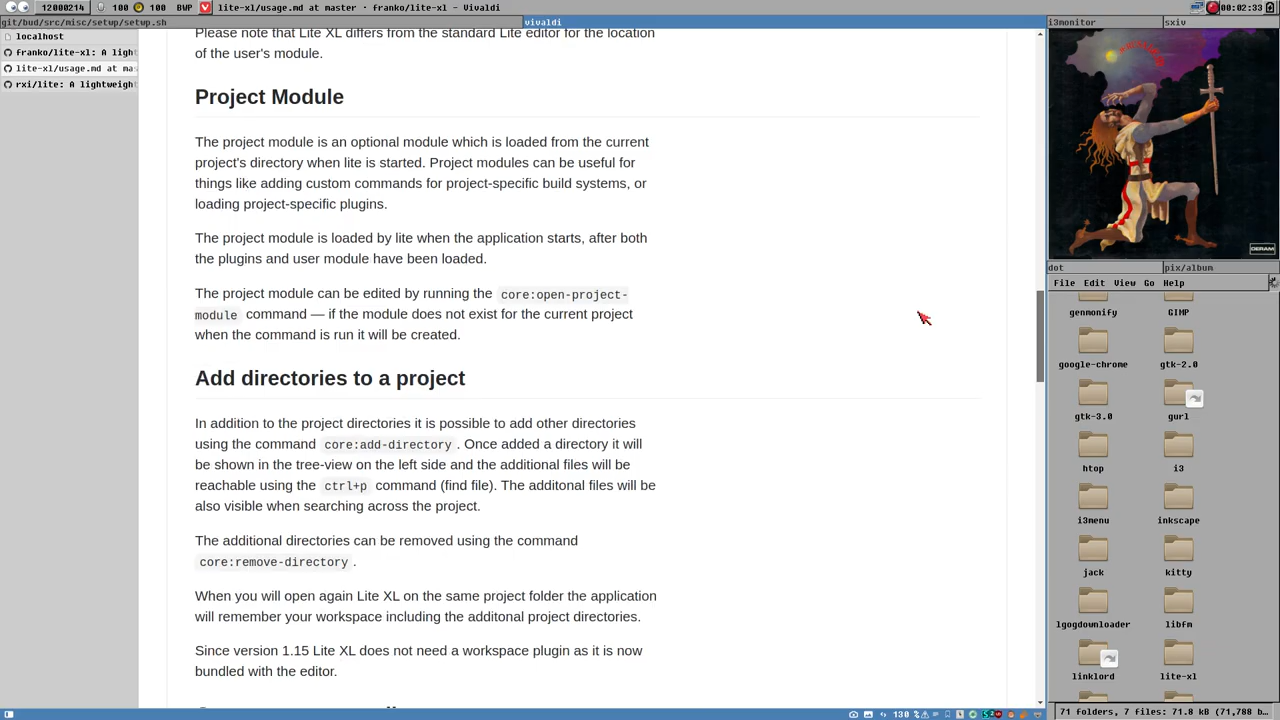 12000214 100 100 BWP lite-xl/usage.md at master • franko/lite-xl - Vivaldi 00:02:33
git/bud/src/misc/setup/setup.sh vivaldi i3monitor sxiv
localhost
franko/lite-xl: A ligh
lite-xl/usage.md at mas
rxi/lite: A lightweigh
Please note that Lite XL differs from the standard Lite editor for the location
of the user's module.
Project Module
The project module is an optional module which is loaded from the current
project's directory when lite is started. Project modules can be useful for
things like adding custom commands for project-specific build systems, or
loading project-specific plugins.
The project module is loaded by lite when the application starts, after both
the plugins and user module have been loaded.
The project module can be edited by running the core:open-project-
module command — if the module does not exist for the current project
when the command is run it will be created.
Add directories to a project
In addition to the project directories it is possible to add other directories
using the command core:add-directory . Once added a directory it will
be shown in the tree-view on the left side and the additional files will be
reachable using the ctrl+p command (find file). The additonal files will be
also visible when searching across the project.
The additional directories can be removed using the command
core:remove-directory .
When you will open again Lite XL on the same project folder the application
will remember your workspace including the additonal project directories.
Since version 1.15 Lite XL does not need a workspace plugin as it is now
bundled with the editor.
130 %
DERAM
dot pix/album
File Edit View Go Help
genmonify GIMP
google-chrome gtk-2.0
gtk-3.0 gurl
htop i3
i3menu inkscape
jack kitty
lgogdownloader libfm
linklord lite-xl
71 folders, 7 files: 71.8 kB (71,788 b…